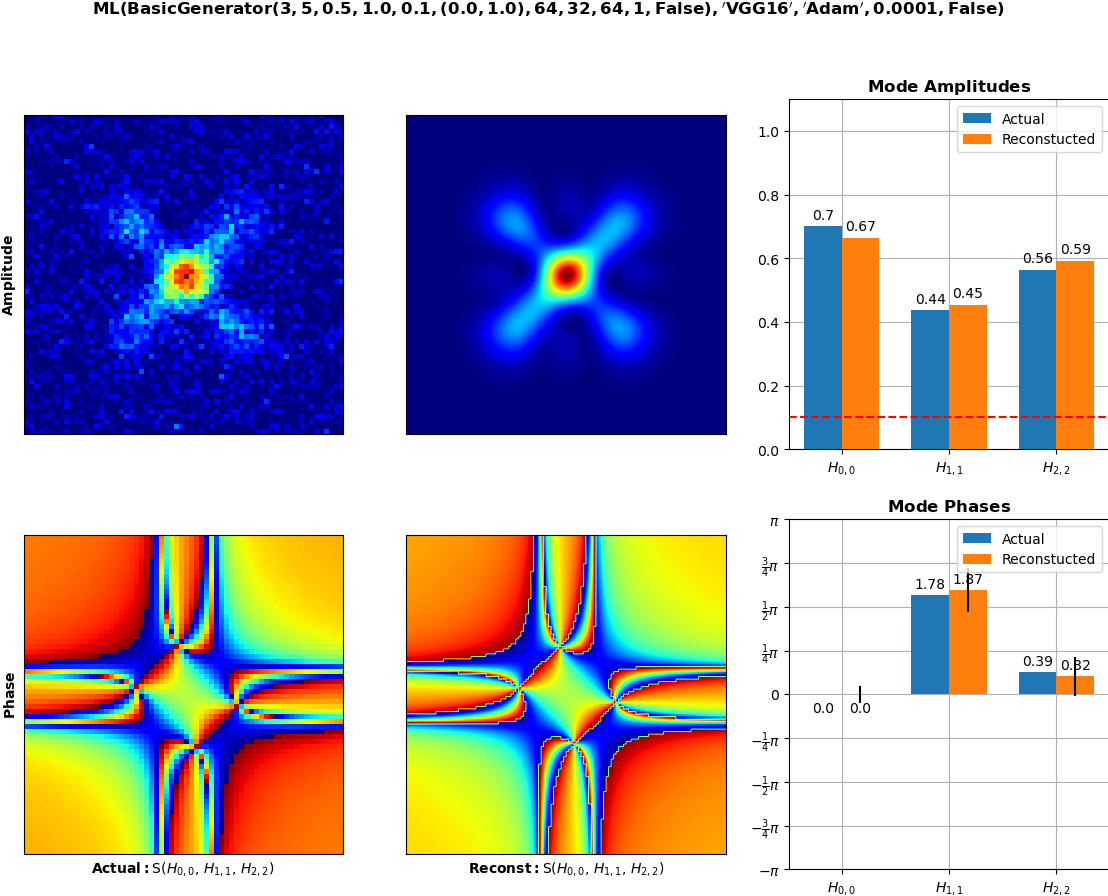 ML(BasicGenerator(3, 5, 0.5, 1.0, 0.1, (0.0, 1.0), 64, 32, 64, 1, False), ′VGG16′, ′Adam′, 0.0001, False)
Amplitude
Mode Amplitudes
Actual
Reconstucted
1.0
0.8
0.6
0.4
0.2
0.0
0.7
0.67
0.44
0.45
0.56
0.59
H₀,₀
H₁,₁
H₂,₂
Phase
Actual: S(H₀,₀, H₁,₁, H₂,₂)
Reconst: S(H₀,₀, H₁,₁, H₂,₂)
Mode Phases
Actual
Reconstucted
π
3/4π
1/2π
1/4π
0
−1/4π
−1/2π
−3/4π
−π
0.0
0.0
1.78
1.87
0.39
0.32
H₀,₀
H₁,₁
H₂,₂